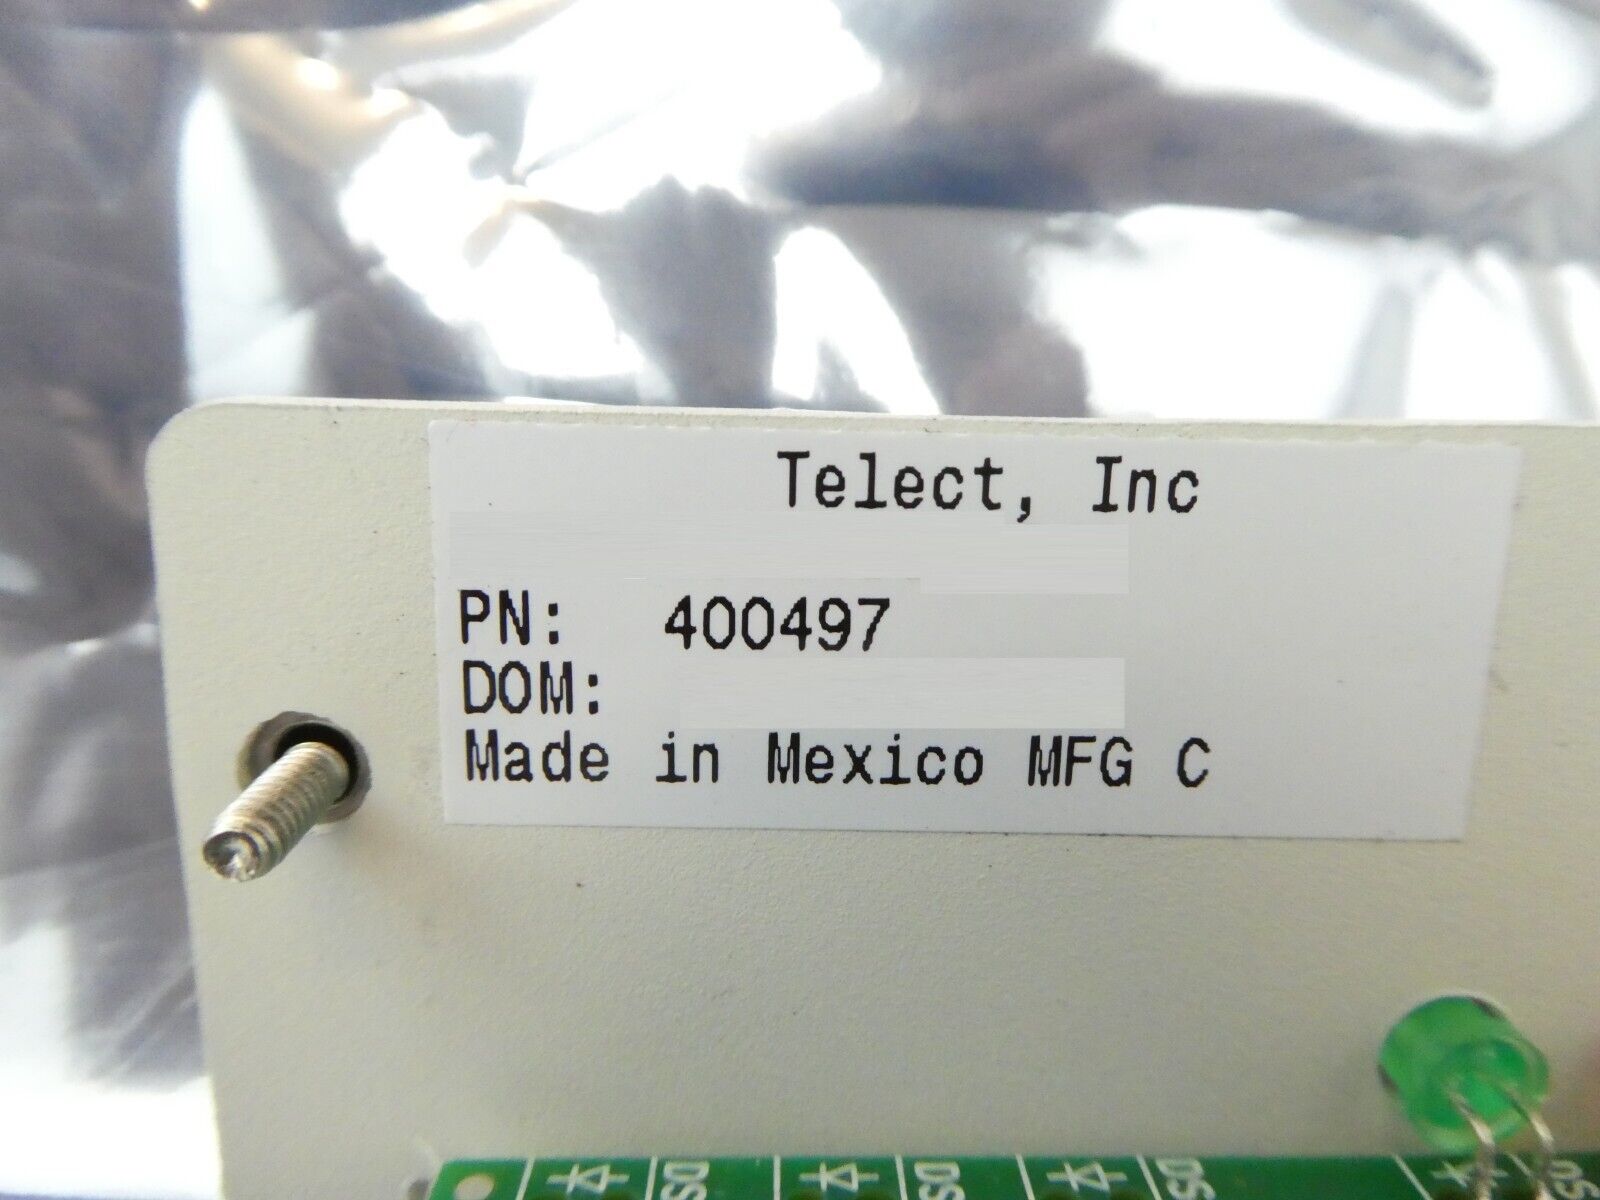 Telect, Inc
PN: 400497
DOM:
Made in Mexico MFG C